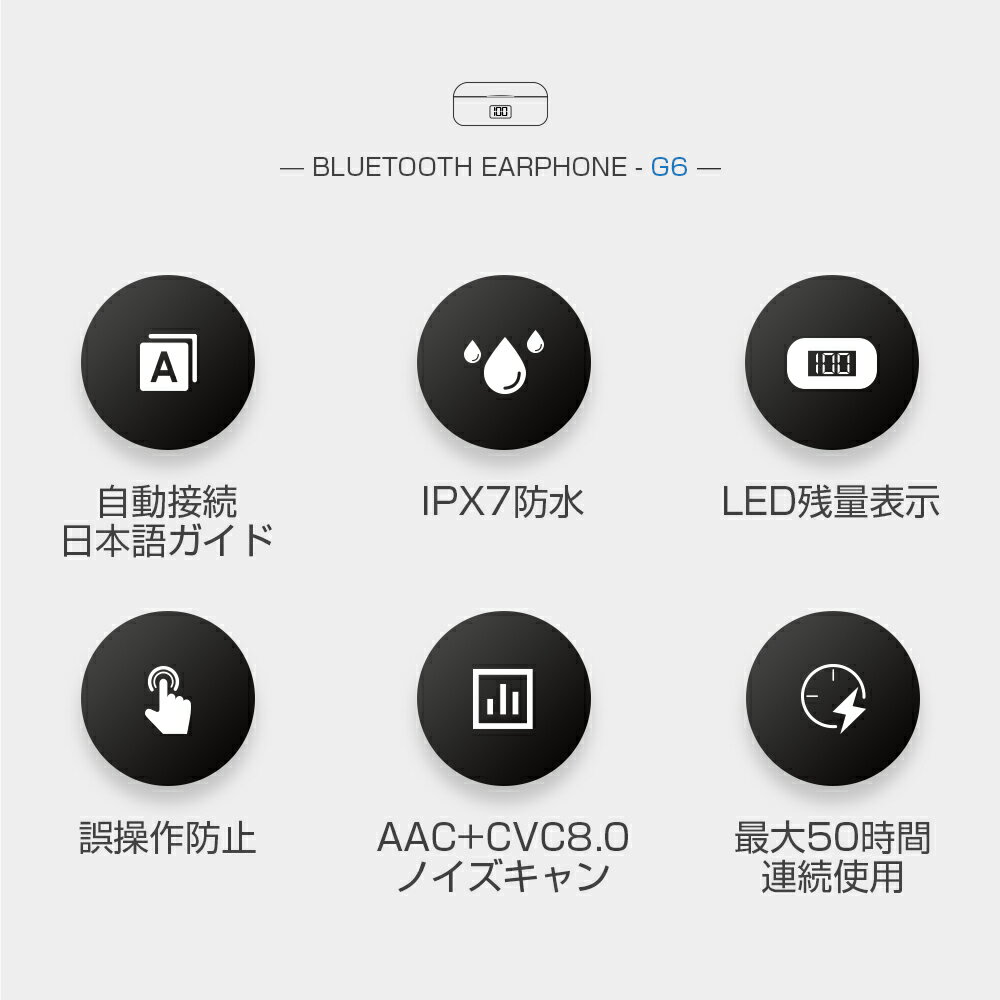 100
— BLUETOOTH EARPHONE - G6 —
A
100
自動接続
日本語ガイド
IPX7防水
LED残量表示
誤操作防止
AAC+CVC8.0
ノイズキャン
最大50時間
連続使用